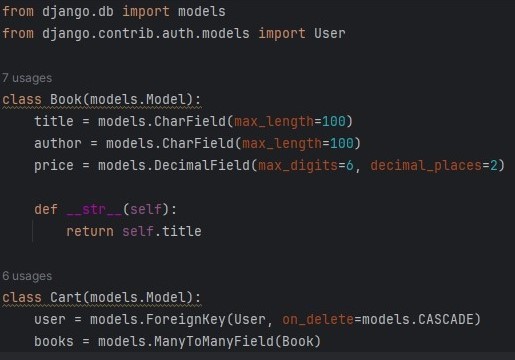 from django.db import models
from django.contrib.auth.models import User
7 usages
class Book(models.Model):
    title = models.CharField(max_length=100)
    author = models.CharField(max_length=100)
    price = models.DecimalField(max_digits=6, decimal_places=2)
    def __str__(self):
        return self.title
6 usages
class Cart(models.Model):
    user = models.ForeignKey(User, on_delete=models.CASCADE)
    books = models.ManyToManyField(Book)